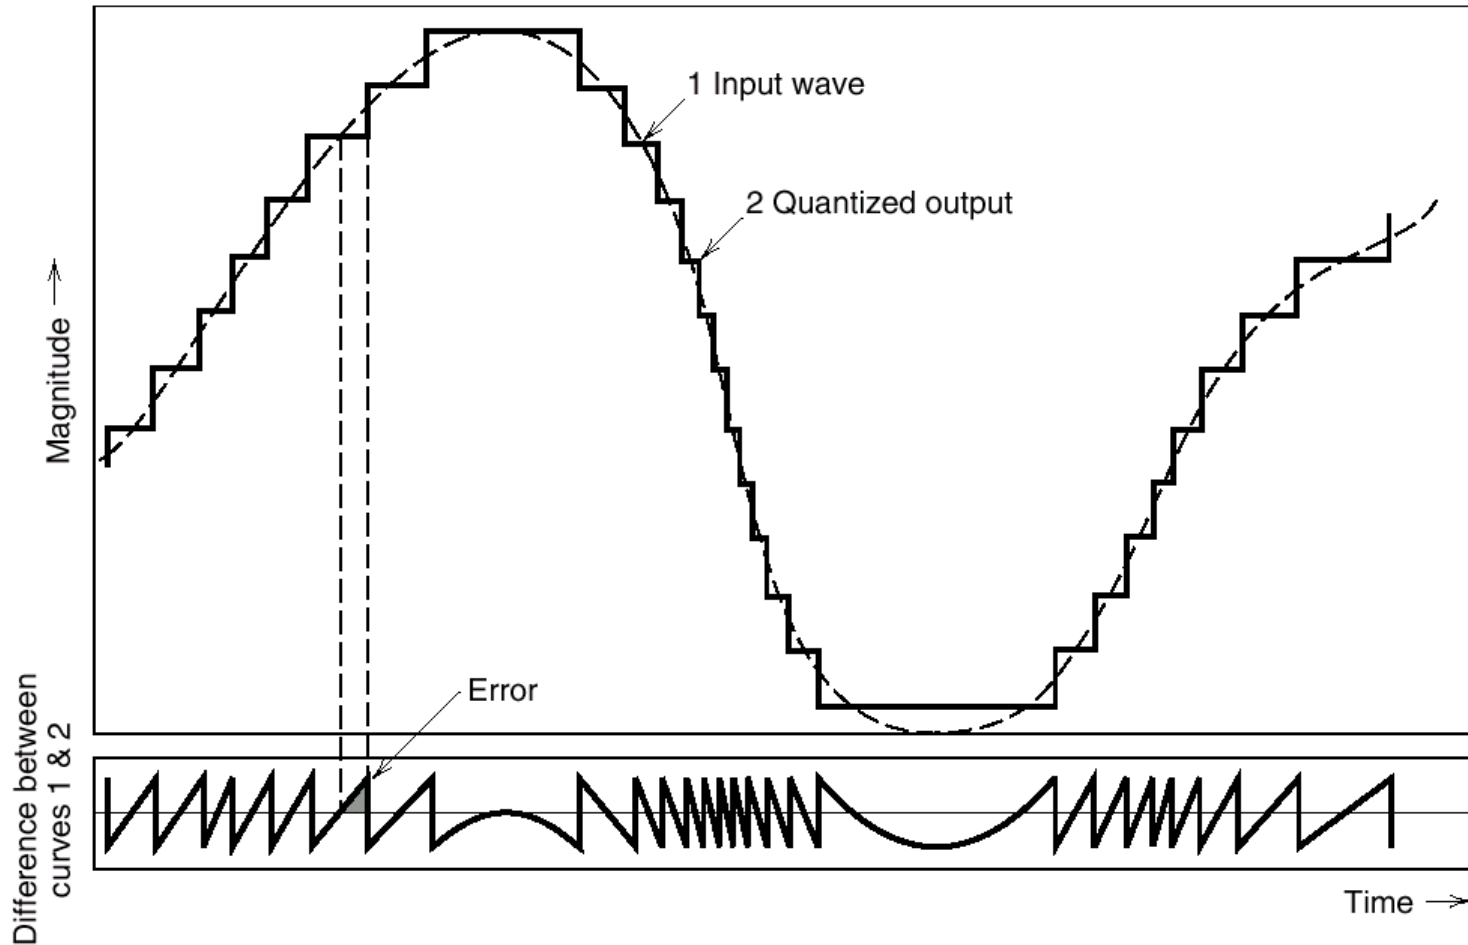 1 Input wave
2 Quantized output
Magnitude
Error
Difference between
curves 1 & 2
Time